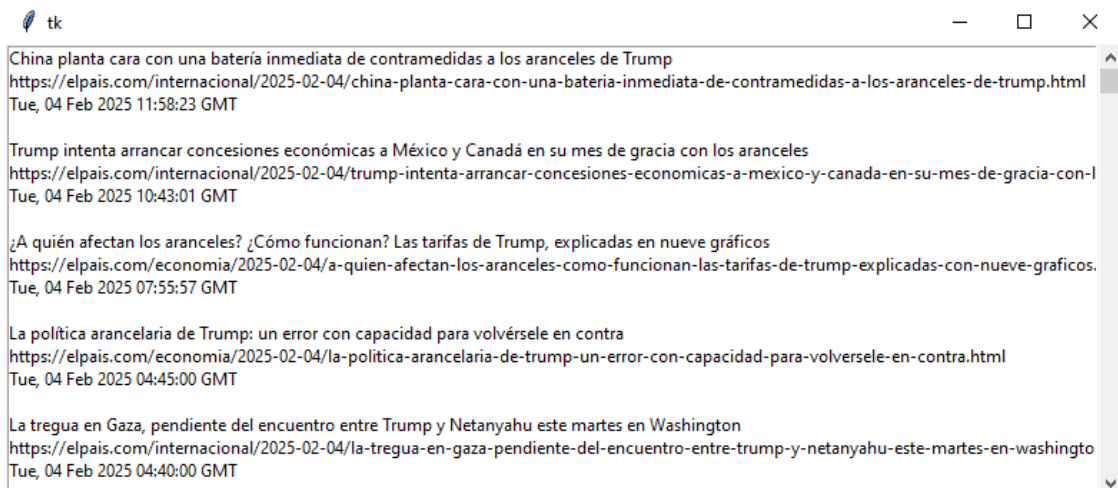 tk
China planta cara con una batería inmediata de contramedidas a los aranceles de Trump
https://elpais.com/internacional/2025-02-04/china-planta-cara-con-una-bateria-inmediata-de-contramedidas-a-los-aranceles-de-trump.html
Tue, 04 Feb 2025 11:58:23 GMT
Trump intenta arrancar concesiones económicas a México y Canadá en su mes de gracia con los aranceles
https://elpais.com/internacional/2025-02-04/trump-intenta-arrancar-concesiones-economicas-a-mexico-y-canada-en-su-mes-de-gracia-con-l
Tue, 04 Feb 2025 10:43:01 GMT
¿A quién afectan los aranceles? ¿Cómo funcionan? Las tarifas de Trump, explicadas en nueve gráficos
https://elpais.com/economia/2025-02-04/a-quien-afectan-los-aranceles-como-funcionan-las-tarifas-de-trump-explicadas-con-nueve-graficos.
Tue, 04 Feb 2025 07:55:57 GMT
La política arancelaria de Trump: un error con capacidad para volvérsele en contra
https://elpais.com/economia/2025-02-04/la-politica-arancelaria-de-trump-un-error-con-capacidad-para-volversele-en-contra.html
Tue, 04 Feb 2025 04:45:00 GMT
La tregua en Gaza, pendiente del encuentro entre Trump y Netanyahu este martes en Washington
https://elpais.com/internacional/2025-02-04/la-tregua-en-gaza-pendiente-del-encuentro-entre-trump-y-netanyahu-este-martes-en-washingto
Tue, 04 Feb 2025 04:40:00 GMT